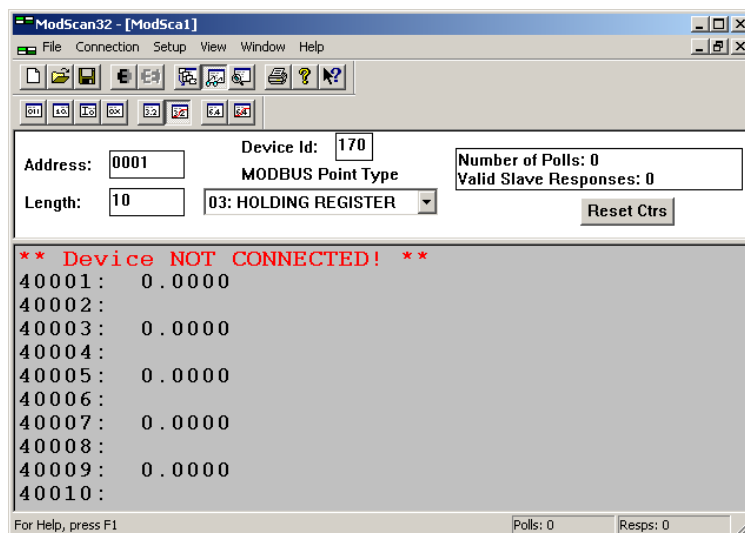 ModScan32 - [ModSca1]
File Connection Setup View Window Help
Address: 0001
Device Id: 170
MODBUS Point Type
Length: 10
03: HOLDING REGISTER
Number of Polls: 0
Valid Slave Responses: 0
Reset Ctrs
** Device NOT CONNECTED! **
40001: 0.0000
40002:
40003: 0.0000
40004:
40005: 0.0000
40006:
40007: 0.0000
40008:
40009: 0.0000
40010:
For Help, press F1
Polls: 0
Resps: 0